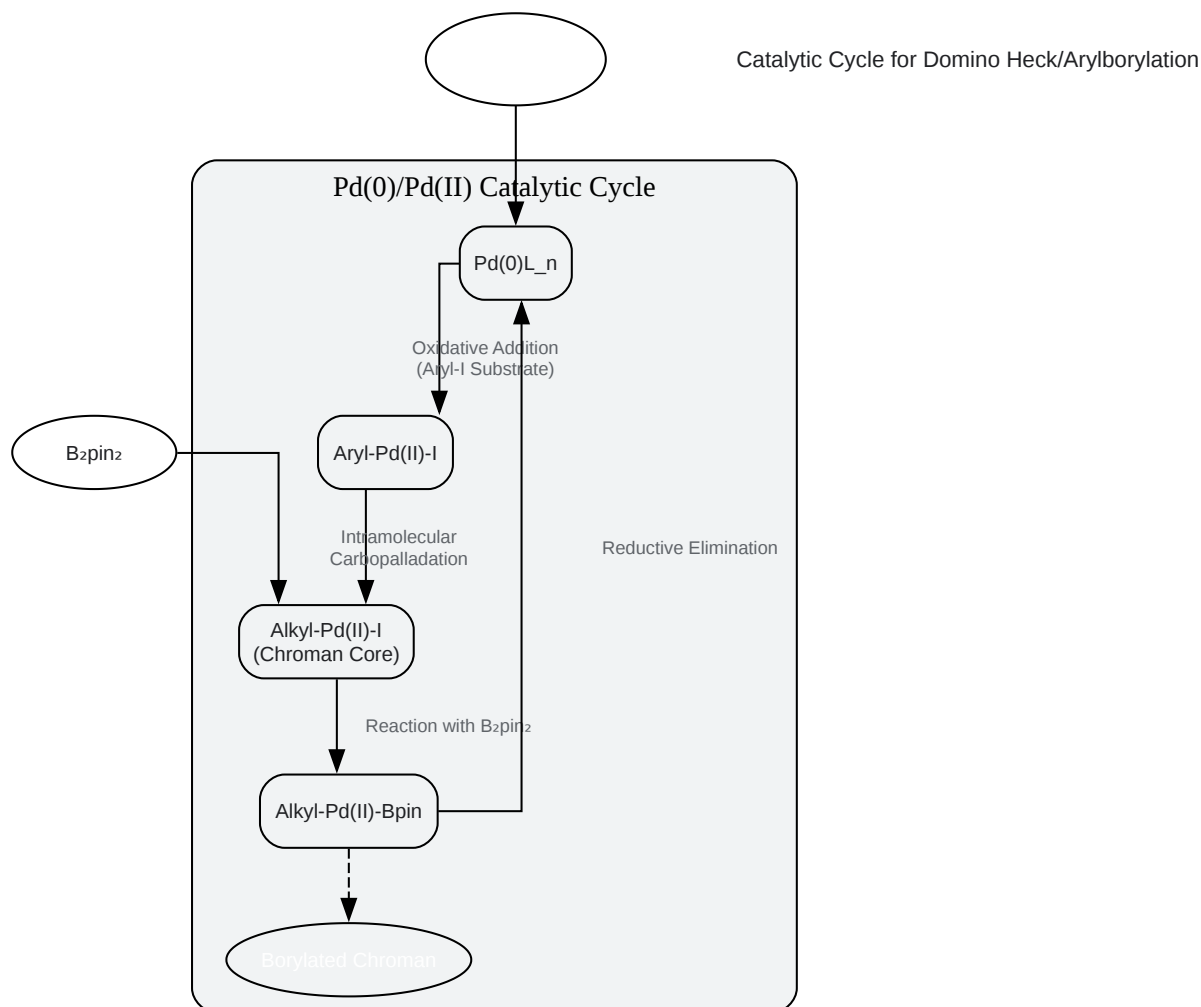 Catalytic Cycle for Domino Heck/Arylborylation
Pd(0)/Pd(II) Catalytic Cycle
Pd(0)L_n
Oxidative Addition
(Aryl-I Substrate)
B₂pin₂
Aryl-Pd(II)-I
Intramolecular
Carbopalladation
Reductive Elimination
Alkyl-Pd(II)-I
(Chroman Core)
Reaction with B₂pin₂
Alkyl-Pd(II)-Bpin
Borylated Chroman